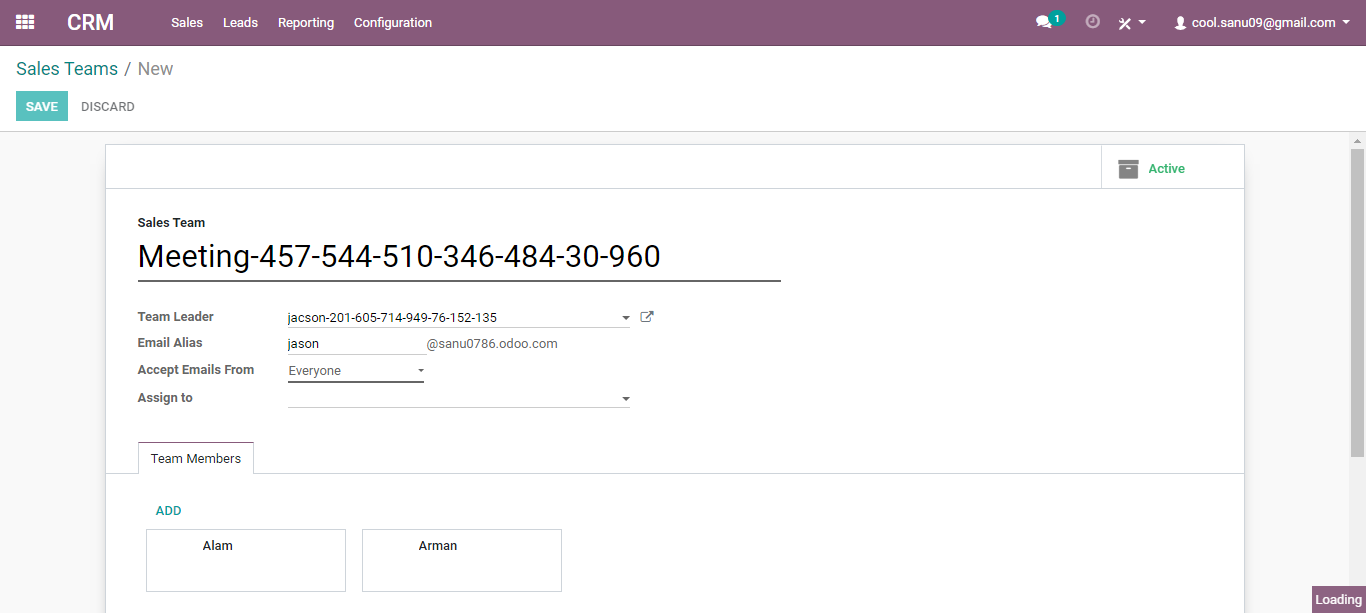 CRM Sales Leads Reporting Configuration 1 cool.sanu09@gmail.com
Sales Teams / New
SAVE DISCARD
Active
Sales Team
Meeting-457-544-510-346-484-30-960
Team Leader jacson-201-605-714-949-76-152-135
Email Alias jason @sanu0786.odoo.com
Accept Emails From Everyone
Assign to
Team Members
ADD
Alam Arman
Loading